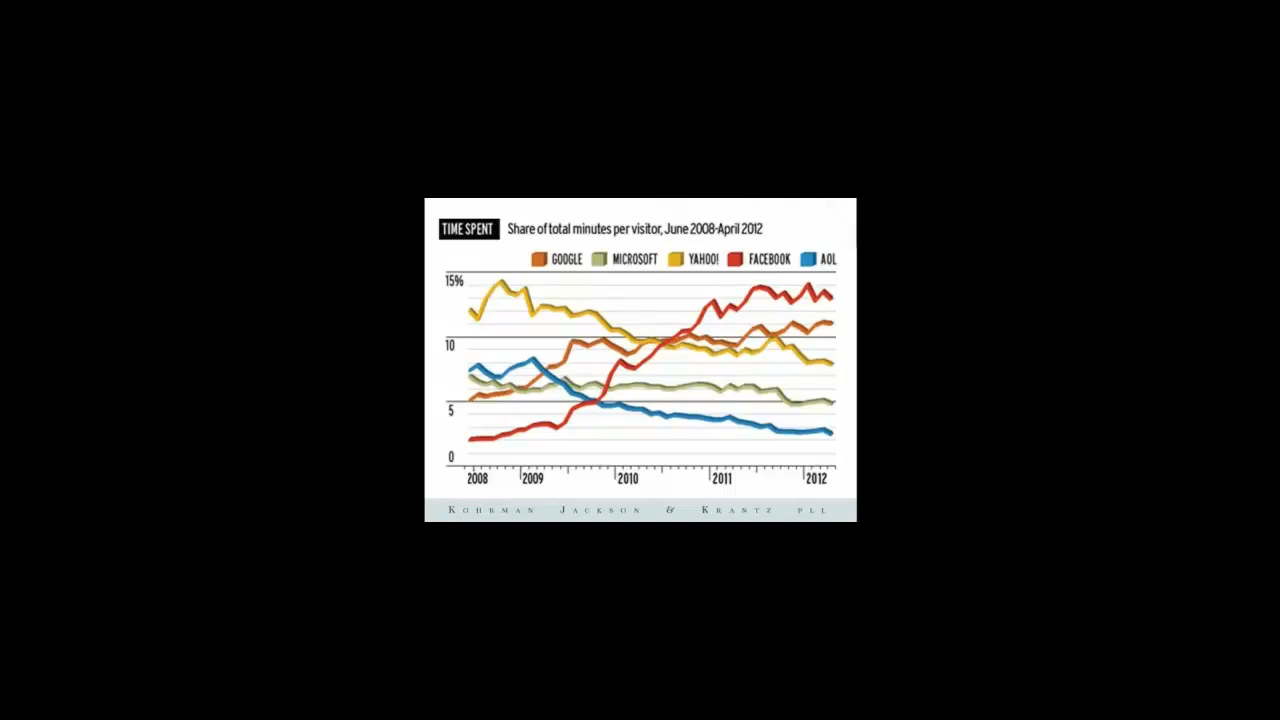 TIME SPENT Share of total minutes per visitor, June 2008-April 2012
GOOGLE MICROSOFT YAHOO! FACEBOOK AOL
15%
10
5
0
2008 2009 2010 2011 2012
KOHRMAN JACKSON & KRANTZ PLL